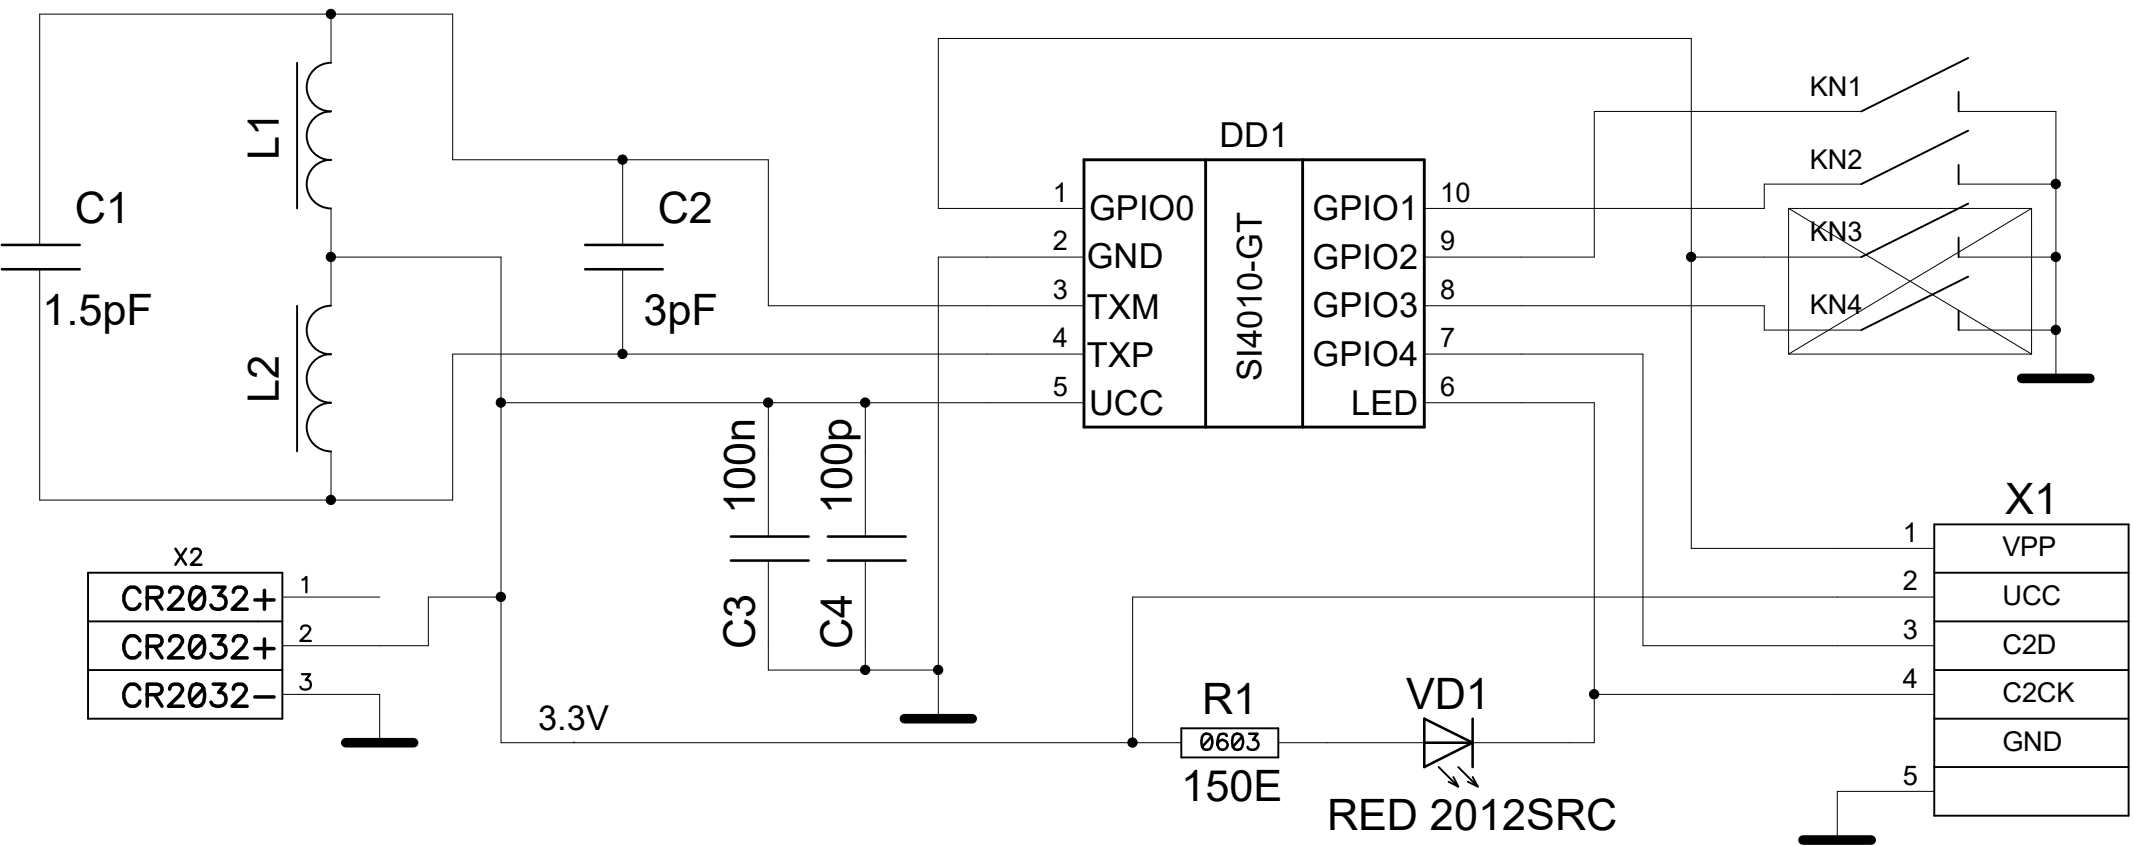 L1
C1
1.5pF
L2
C2
3pF
DD1
SI4010-GT
1 GPIO0
2 GND
3 TXM
4 TXP
5 UCC
GPIO1 10
GPIO2 9
GPIO3 8
GPIO4 7
LED 6
KN1
KN2
KN3
KN4
100n
C3
100p
C4
X2
CR2032+ 1
CR2032+ 2
CR2032- 3
3.3V
R1
0603
150E
VD1
RED 2012SRC
X1
1 VPP
2 UCC
3 C2D
4 C2CK
GND
5